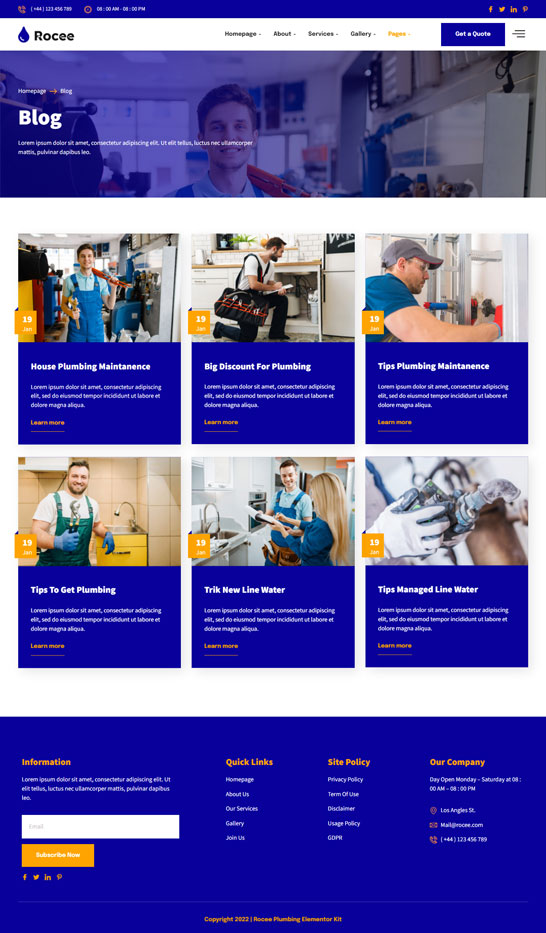 ( +44 ) 123 456 789
08 : 00 AM - 08 : 00 PM
Rocee
Homepage
About
Services
Gallery
Pages
Get a Quote
Homepage
Blog
Blog
Lorem ipsum dolor sit amet, consectetur adipiscing elit. Ut elit tellus, luctus nec ullamcorper
mattis, pulvinar dapibus leo.
19
Jan
House Plumbing Maintanence
Lorem ipsum dolor sit amet, consectetur adipiscing
elit, sed do eiusmod tempor incididunt ut labore et
dolore magna aliqua.
Learn more
19
Jan
Big Discount For Plumbing
Lorem ipsum dolor sit amet, consectetur adipiscing
elit, sed do eiusmod tempor incididunt ut labore et
dolore magna aliqua.
Learn more
19
Jan
Tips Plumbing Maintanence
Lorem ipsum dolor sit amet, consectetur adipiscing
elit, sed do eiusmod tempor incididunt ut labore et
dolore magna aliqua.
Learn more
19
Jan
Tips To Get Plumbing
Lorem ipsum dolor sit amet, consectetur adipiscing
elit, sed do eiusmod tempor incididunt ut labore et
dolore magna aliqua.
Learn more
19
Jan
Trik New Line Water
Lorem ipsum dolor sit amet, consectetur adipiscing
elit, sed do eiusmod tempor incididunt ut labore et
dolore magna aliqua.
Learn more
19
Jan
Tips Managed Line Water
Lorem ipsum dolor sit amet, consectetur adipiscing
elit, sed do eiusmod tempor incididunt ut labore et
dolore magna aliqua.
Learn more
Information
Lorem ipsum dolor sit amet, consectetur adipiscing elit. Ut
elit tellus, luctus nec ullamcorper mattis, pulvinar dapibus
leo.
Email
Subscribe Now
Quick Links
Homepage
About Us
Our Services
Gallery
Join Us
Site Policy
Privacy Policy
Term Of Use
Disclaimer
Usage Policy
GDPR
Our Company
Day Open Monday – Saturday at 08 :
00 AM – 08 : 00 PM
Los Angles St.
Mail@rocee.com
( +44 ) 123 456 789
Copyright 2022 | Rocee Plumbing Elementor Kit